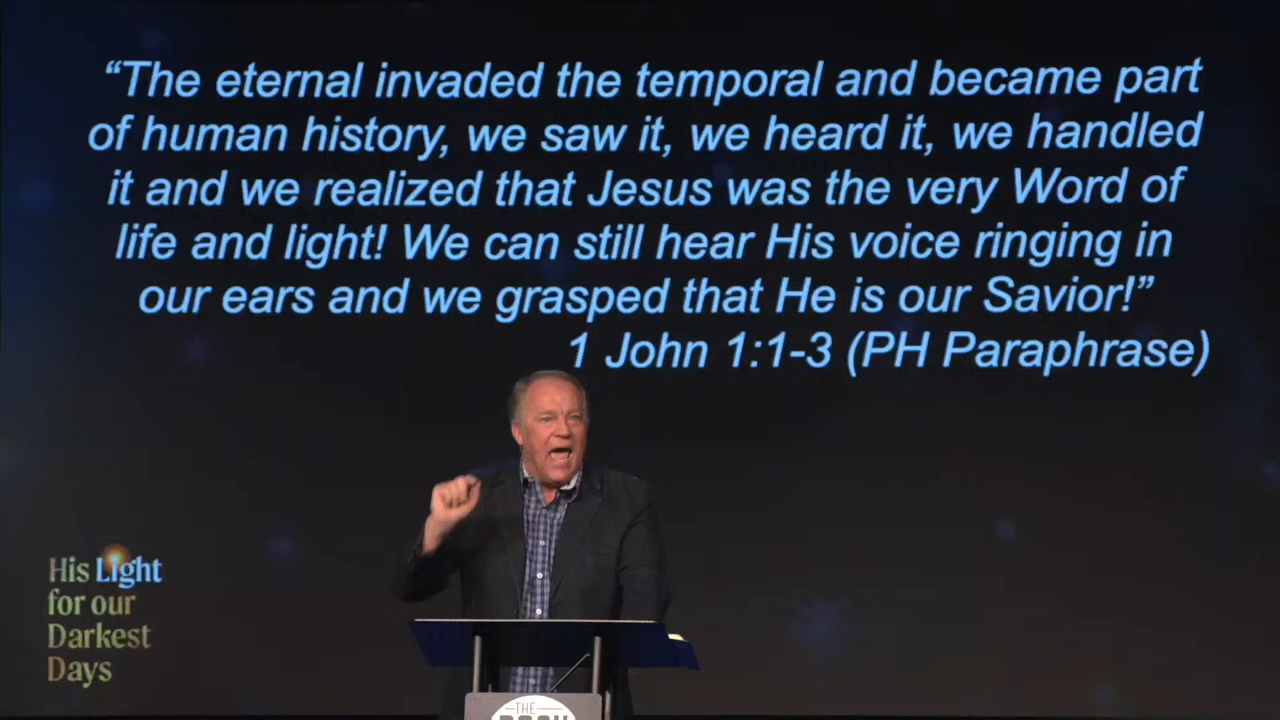 “The eternal invaded the temporal and became part
of human history, we saw it, we heard it, we handled
it and we realized that Jesus was the very Word of
life and light! We can still hear His voice ringing in
our ears and we grasped that He is our Savior!”
1 John 1:1-3 (PH Paraphrase)
His Light
for our
Darkest
Days
THE